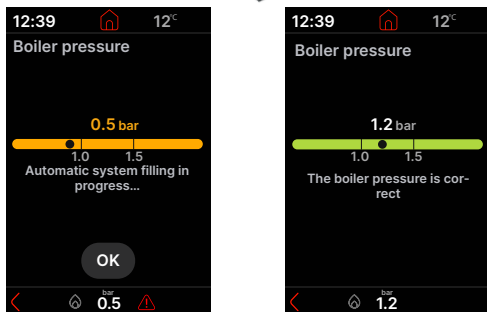 12:39
12°C
Boiler pressure
0.5 bar
1.0 1.5
Automatic system filling in
progress...
OK
bar
0.5
12:39
12°C
Boiler pressure
1.2 bar
1.0 1.5
The boiler pressure is cor-
rect
bar
1.2